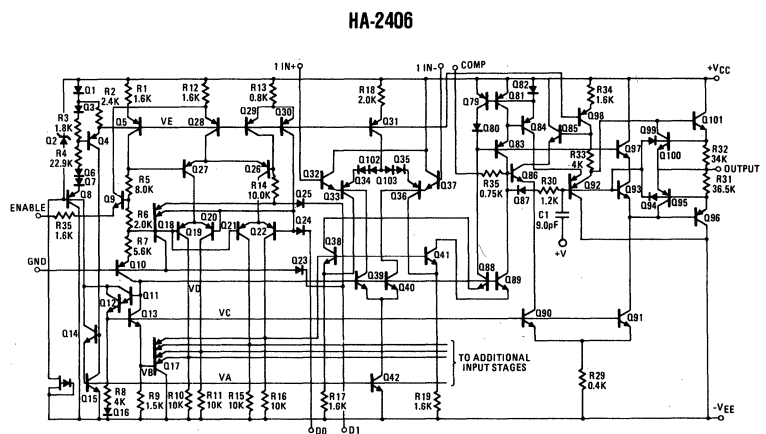 HA-2406
1 IN+ 1 IN- COMP
+VCC
Q1 R2 2.4K R1 1.6K R12 1.6K R13 0.8K Q25 R18 2.0K Q82 R34 1.6K
Q3 Q5 VE Q28 Q29 Q30 Q31 Q79 Q81 Q98 Q101
R3 1.8K Q2 Q4 Q80 Q84 Q85 Q99
R4 22.9K Q27 Q26 Q102 Q35 Q83 R33 4K Q97 Q100 R32 34K
Q6 Q7 R5 8.0K R14 10.0K Q32 Q34 Q103 Q37 Q86 OUTPUT
Q8 Q9 Q25 Q33 Q36 R35 0.75K R30 1.2K Q92 Q93 R31 36.5K
ENABLE R6 2.0K Q18 Q20 Q24 Q87 Q94 Q95 Q96
R35 1.6K Q19 Q21 Q22 C1 9.0pF
R7 5.6K Q38 Q41 +V
GND Q10 Q23 Q88
VD Q39 Q40 Q89
Q12 Q11
Q13 VC Q90 Q91
Q14
VB Q17 TO ADDITIONAL INPUT STAGES
VA Q42
Q15 R8 4K R9 1.5K R10 10K R11 10K R15 10K R16 10K R17 1.6K R19 1.6K R29 0.4K
Q16 -VEE
D0 D1